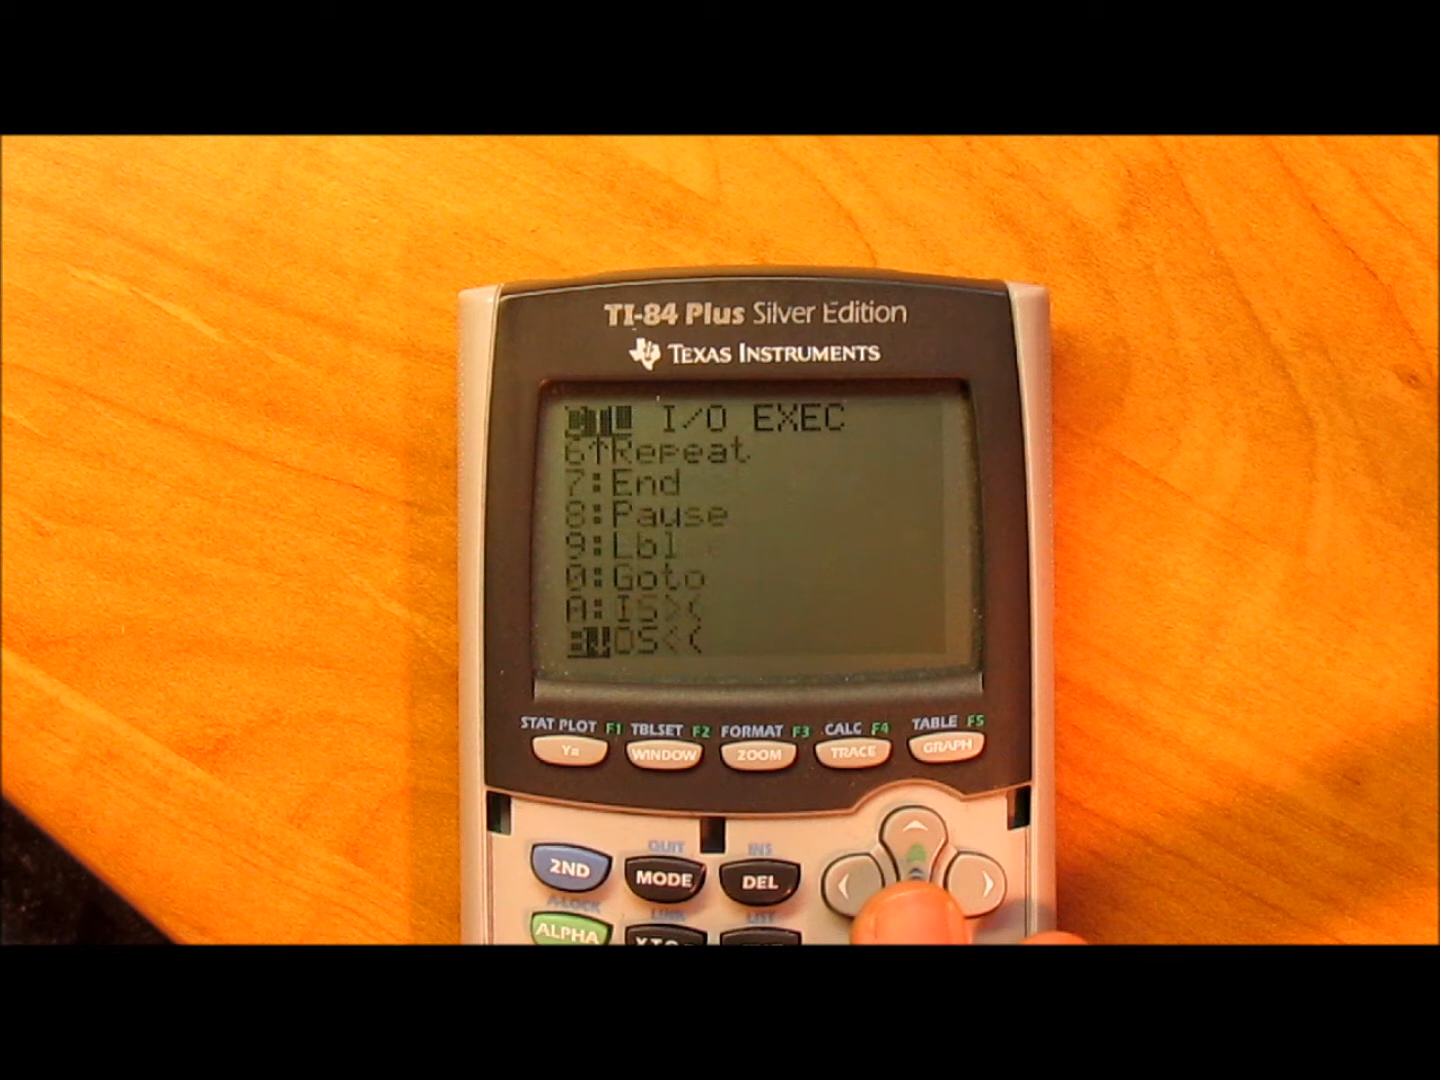 TI-84 Plus Silver Edition
TEXAS INSTRUMENTS
CTL I/O EXEC
6↑Repeat
7:End
8:Pause
9:Lbl
0:Goto
A:IS>(
B↓DS<(
STAT PLOT F1 TBLSET F2 FORMAT F3 CALC F4 TABLE F5
Y= WINDOW ZOOM TRACE GRAPH
QUIT INS
2ND MODE DEL
A-LOCK LINK LIST
ALPHA